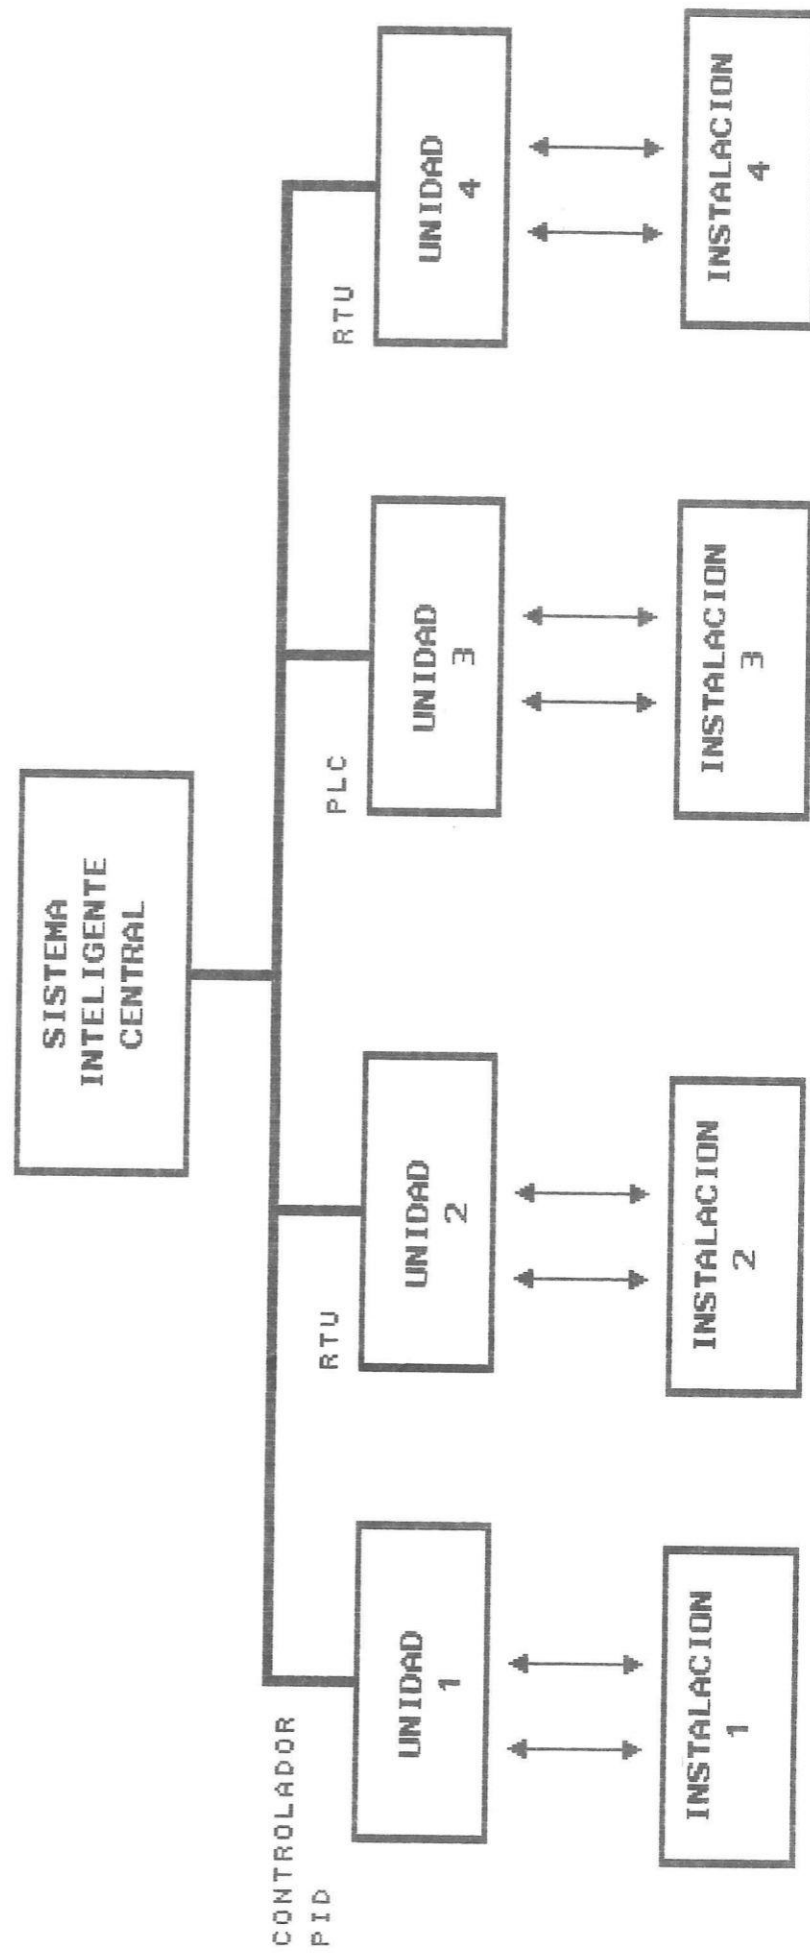 SISTEMA
INTELIGENTE
CENTRAL
CONTROLADOR
PID
RTU
PLC
RTU
UNIDAD
1
UNIDAD
2
UNIDAD
3
UNIDAD
4
INSTALACION
1
INSTALACION
2
INSTALACION
3
INSTALACION
4